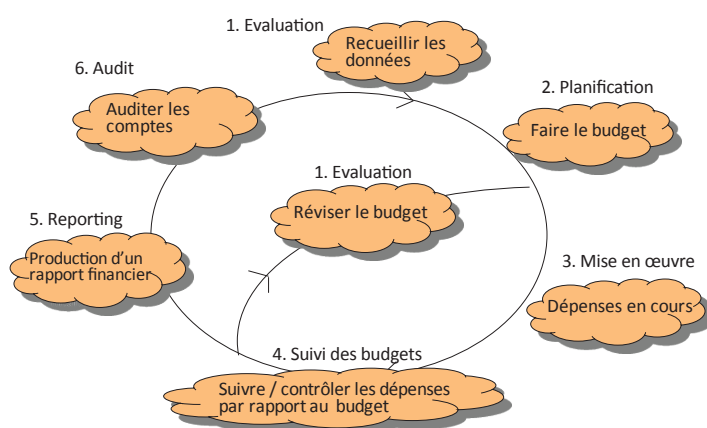 1. Evaluation
Recueillir les
données
2. Planification
Faire le budget
3. Mise en œuvre
Dépenses en cours
4. Suivi des budgets
Suivre / contrôler les dépenses
par rapport au budget
5. Reporting
Production d'un
rapport financier
6. Audit
Auditer les
comptes
1. Evaluation
Réviser le budget